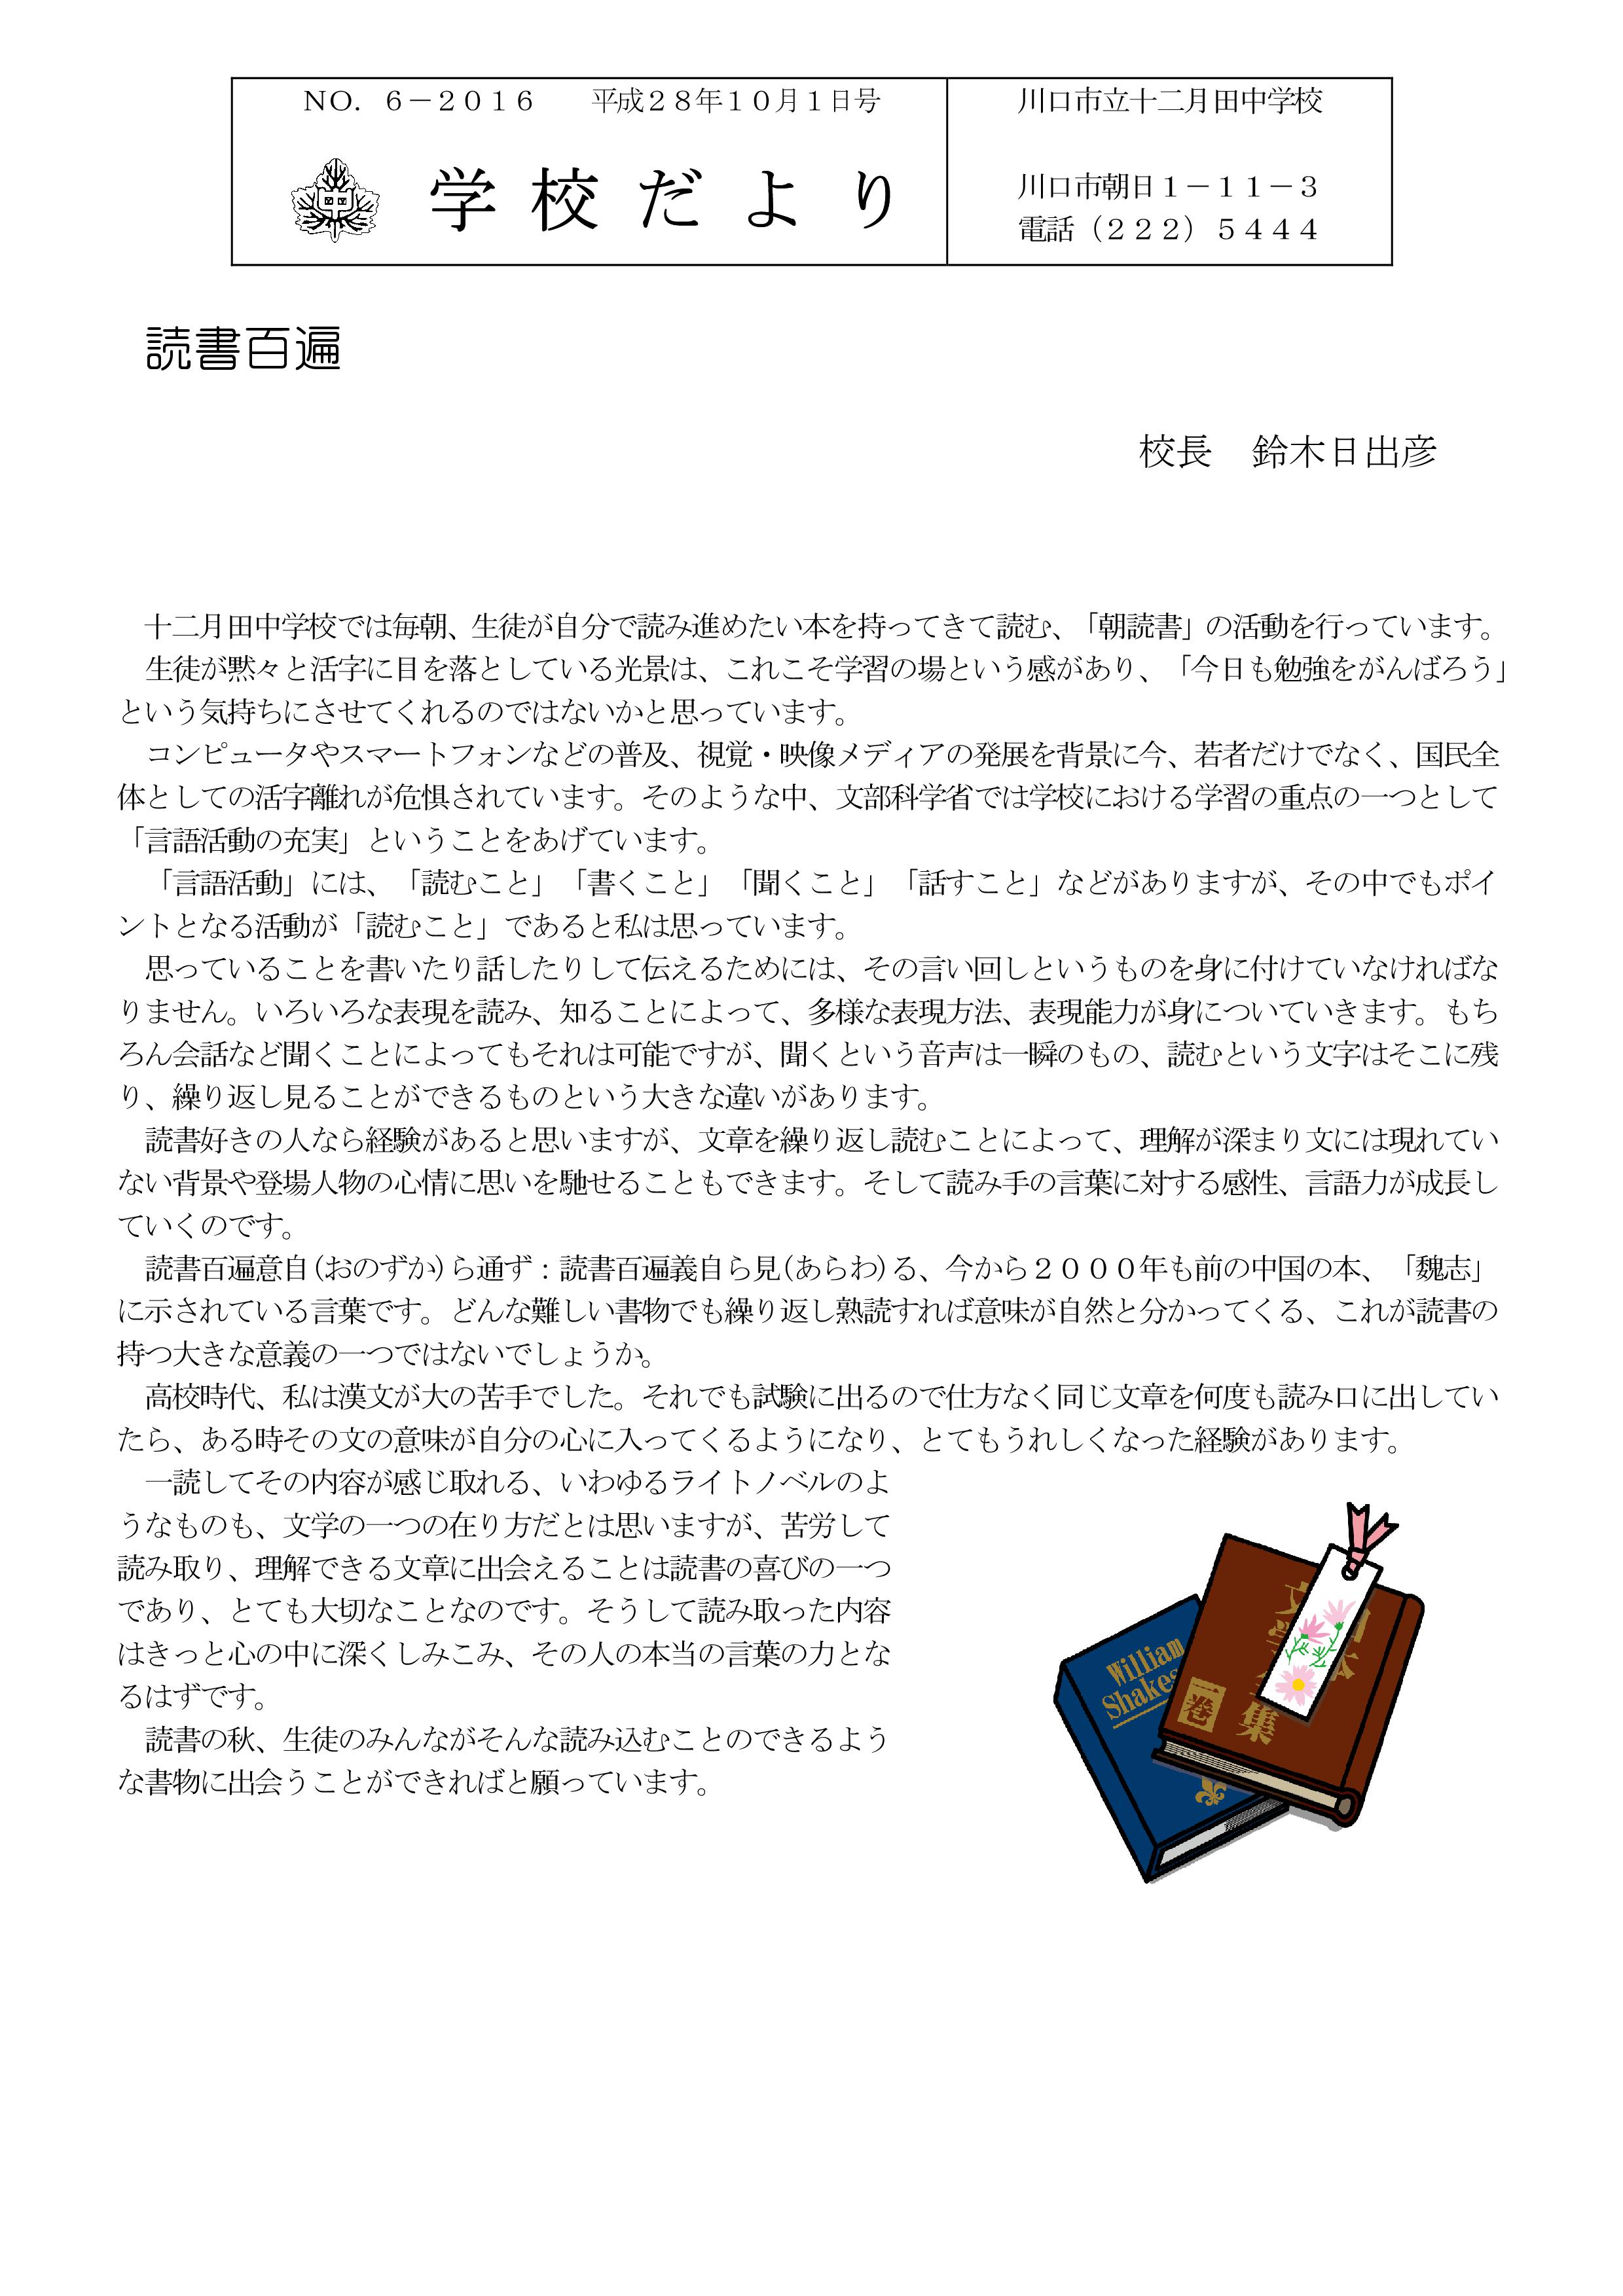 NO. ６－２０１６　　平成２８年１０月１日号
学校だより
川口市立十二月田中学校
川口市朝日１－１１－３
電話（２２２）５４４４
読書百遍
校長　鈴木日出彦
　十二月田中学校では毎朝、生徒が自分で読み進めたい本を持ってきて読む、「朝読書」の活動を行っています。
　生徒が黙々と活字に目を落としている光景は、これこそ学習の場という感があり、「今日も勉強をがんばろう」
という気持ちにさせてくれるのではないかと思っています。
　コンピュータやスマートフォンなどの普及、視覚・映像メディアの発展を背景に今、若者だけでなく、国民全
体としての活字離れが危惧されています。そのような中、文部科学省では学校における学習の重点の一つとして
「言語活動の充実」ということをあげています。
　「言語活動」には、「読むこと」「書くこと」「聞くこと」「話すこと」などがありますが、その中でもポイ
ントとなる活動が「読むこと」であると私は思っています。
　思っていることを書いたり話したりして伝えるためには、その言い回しというものを身に付けていなければな
りません。いろいろな表現を読み、知ることによって、多様な表現方法、表現能力が身についていきます。もち
ろん会話など聞くことによってもそれは可能ですが、聞くという音声は一瞬のもの、読むという文字はそこに残
り、繰り返し見ることができるものという大きな違いがあります。
　読書好きの人なら経験があると思いますが、文章を繰り返し読むことによって、理解が深まり文には現れてい
ない背景や登場人物の心情に思いを馳せることもできます。そして読み手の言葉に対する感性、言語力が成長し
ていくのです。
　読書百遍意自(おのずか)ら通ず：読書百遍義自ら見(あらわ)る、今から２０００年も前の中国の本、「魏志」
に示されている言葉です。どんな難しい書物でも繰り返し熟読すれば意味が自然と分かってくる、これが読書の
持つ大きな意義の一つではないでしょうか。
　高校時代、私は漢文が大の苦手でした。それでも試験に出るので仕方なく同じ文章を何度も読み口に出してい
たら、ある時その文の意味が自分の心に入ってくるようになり、とてもうれしくなった経験があります。
　一読してその内容が感じ取れる、いわゆるライトノベルのよ
うなものも、文学の一つの在り方だとは思いますが、苦労して
読み取り、理解できる文章に出会えることは読書の喜びの一つ
であり、とても大切なことなのです。そうして読み取った内容
はきっと心の中に深くしみこみ、その人の本当の言葉の力とな
るはずです。
　読書の秋、生徒のみんながそんな読み込むことのできるよう
な書物に出会うことができればと願っています。
William
Shakes
一巻